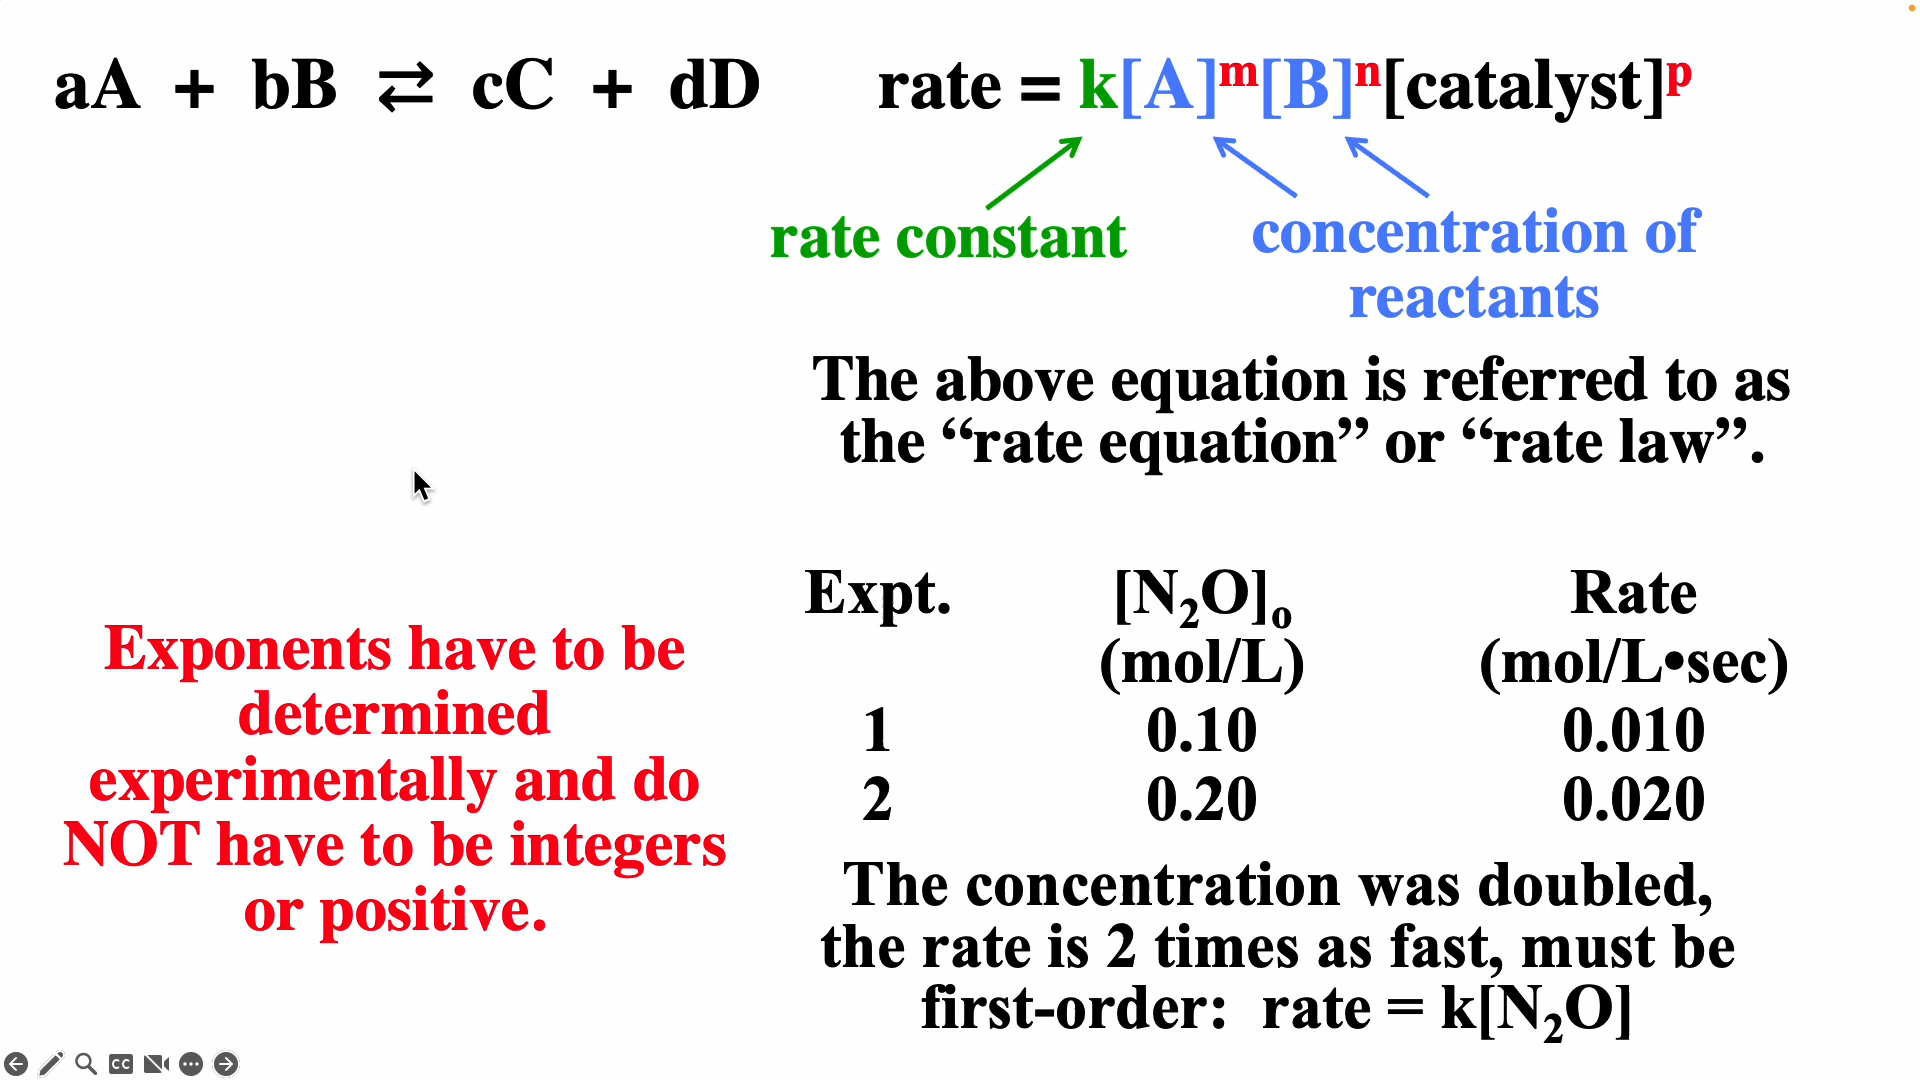 aA + bB ⇄ cC + dD
rate = k[A]ᵐ[B]ⁿ[catalyst]ᵖ
rate constant
concentration of
reactants
The above equation is referred to as
the “rate equation” or “rate law”.
Exponents have to be
determined
experimentally and do
NOT have to be integers
or positive.
Expt. [N₂O]ₒ Rate
(mol/L) (mol/L•sec)
1 0.10 0.010
2 0.20 0.020
The concentration was doubled,
the rate is 2 times as fast, must be
first-order: rate = k[N₂O]
CC